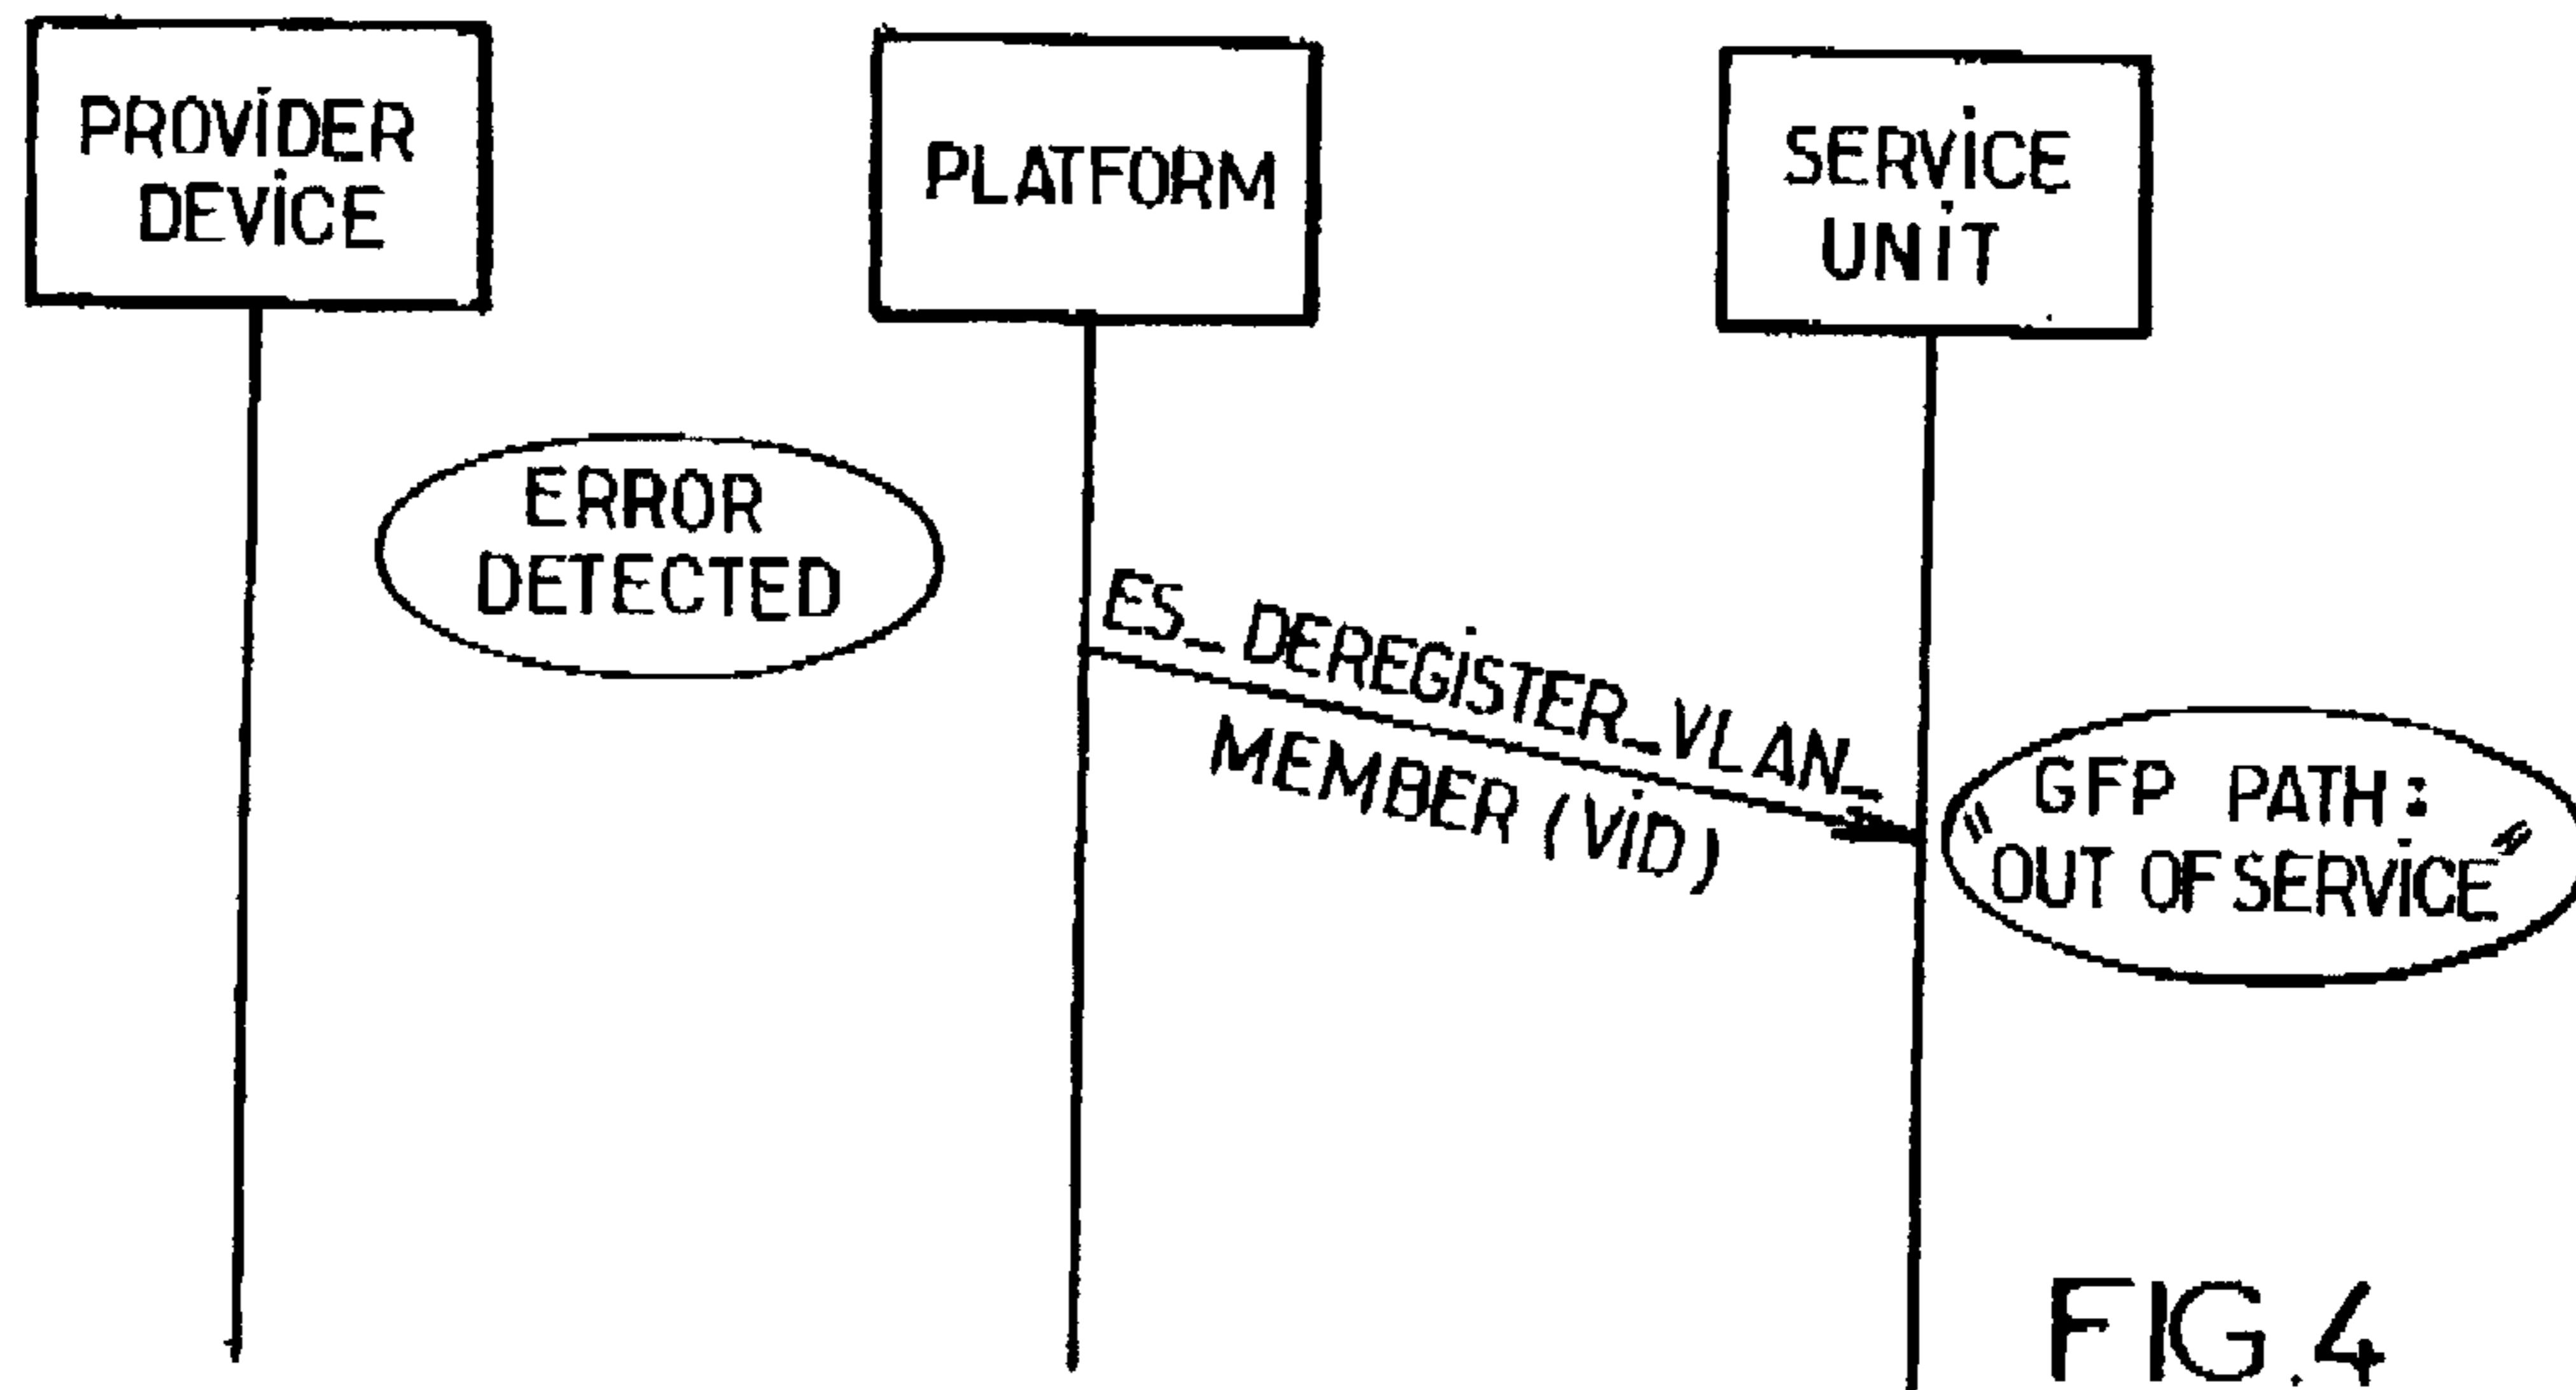 PROViDER
DEViCE
PLATFORM
SERViCE
UNiT
ERROR
DETECTED
ES_DEREGiSTER_VLAN_
MEMBER (ViD)
GFP PATH:
"OUT OF SERViCE"
FIG.4